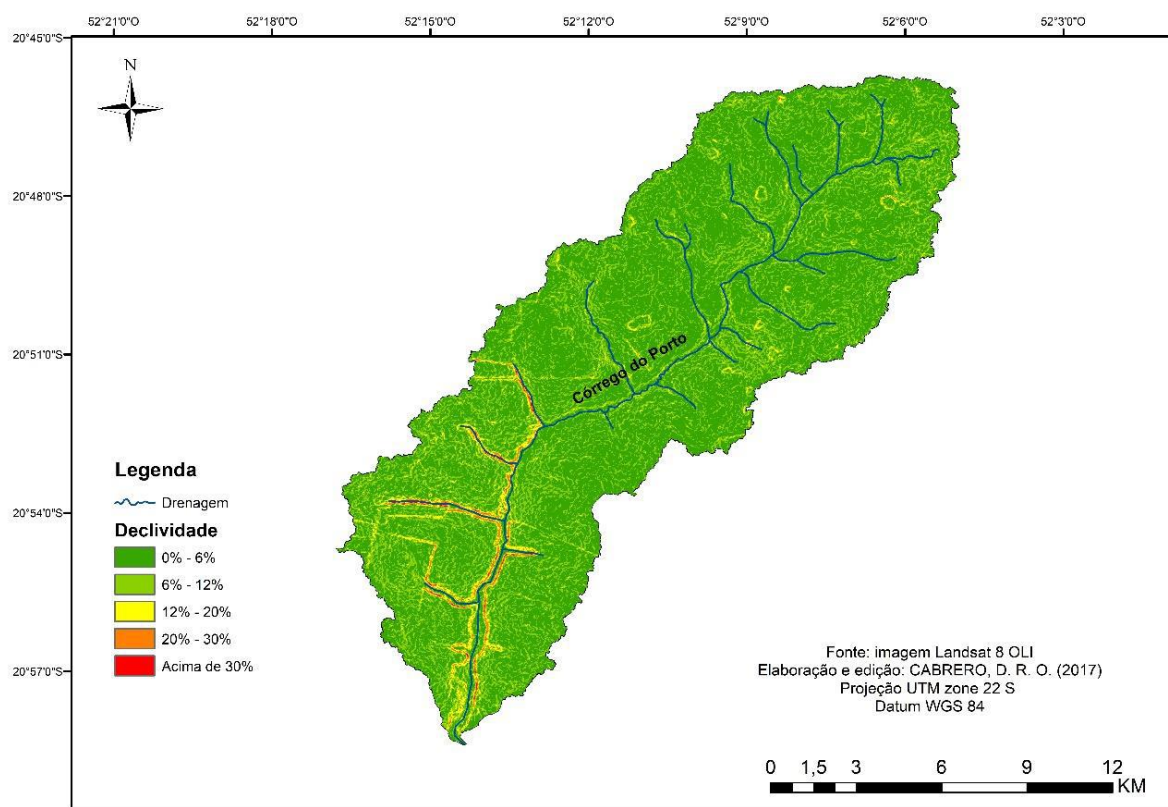 52°21'0"O
52°18'0"O
52°15'0"O
52°12'0"O
52°9'0"O
52°6'0"O
52°3'0"O
20°45'0"S
N
20°48'0"S
20°51'0"S
Córrego do Porto
Legenda
Drenagem
20°54'0"S
Declividade
0% - 6%
6% - 12%
12% - 20%
20% - 30%
Acima de 30%
20°57'0"S
Fonte: imagem Landsat 8 OLI
Elaboração e edição: CABRERO, D. R. O. (2017)
Projeção UTM zone 22 S
Datum WGS 84
0 1,5 3 6 9 12
KM